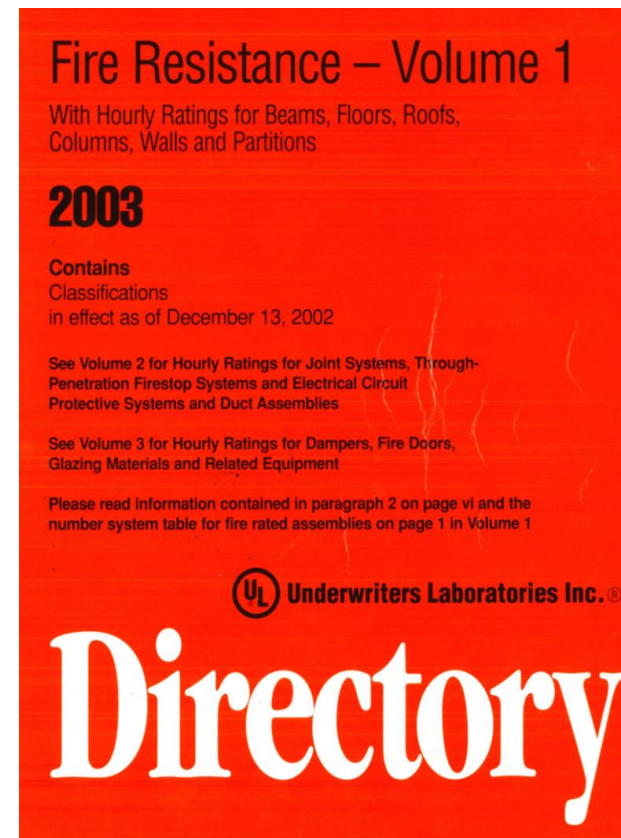 Fire Resistance – Volume 1
With Hourly Ratings for Beams, Floors, Roofs,
Columns, Walls and Partitions
2003
Contains
Classifications
in effect as of December 13, 2002
See Volume 2 for Hourly Ratings for Joint Systems, Through-
Penetration Firestop Systems and Electrical Circuit
Protective Systems and Duct Assemblies
See Volume 3 for Hourly Ratings for Dampers, Fire Doors,
Glazing Materials and Related Equipment
Please read information contained in paragraph 2 on page vi and the
number system table for fire rated assemblies on page 1 in Volume 1
UL Underwriters Laboratories Inc.®
Directory